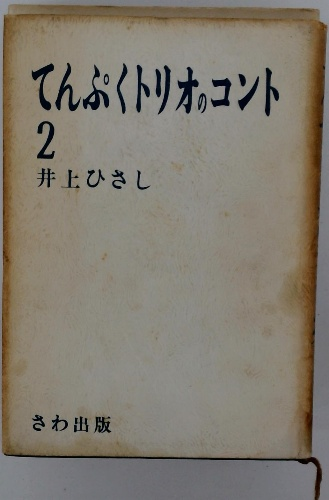 てんぷくトリオのコント
2
井上ひさし
さわ出版